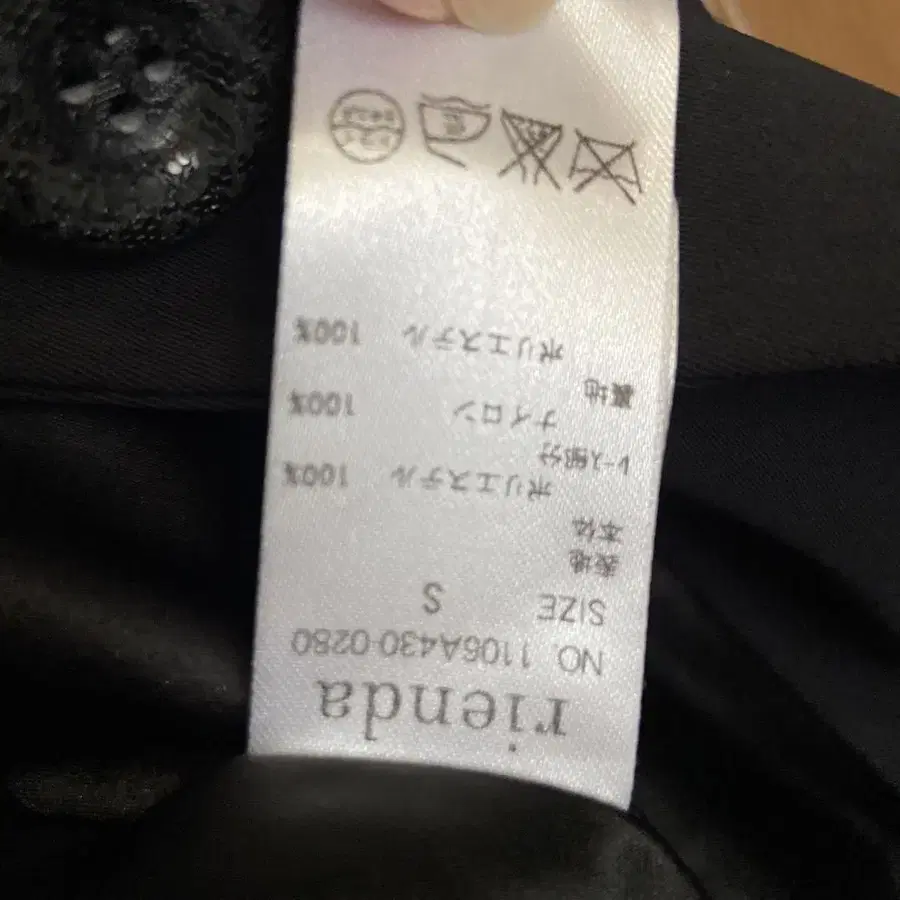 rienda
NO 1106A430-0280
SIZE S
表地
本体
ポリエステル 100%
レース部分
ナイロン 100%
裏地
ポリエステル 100%